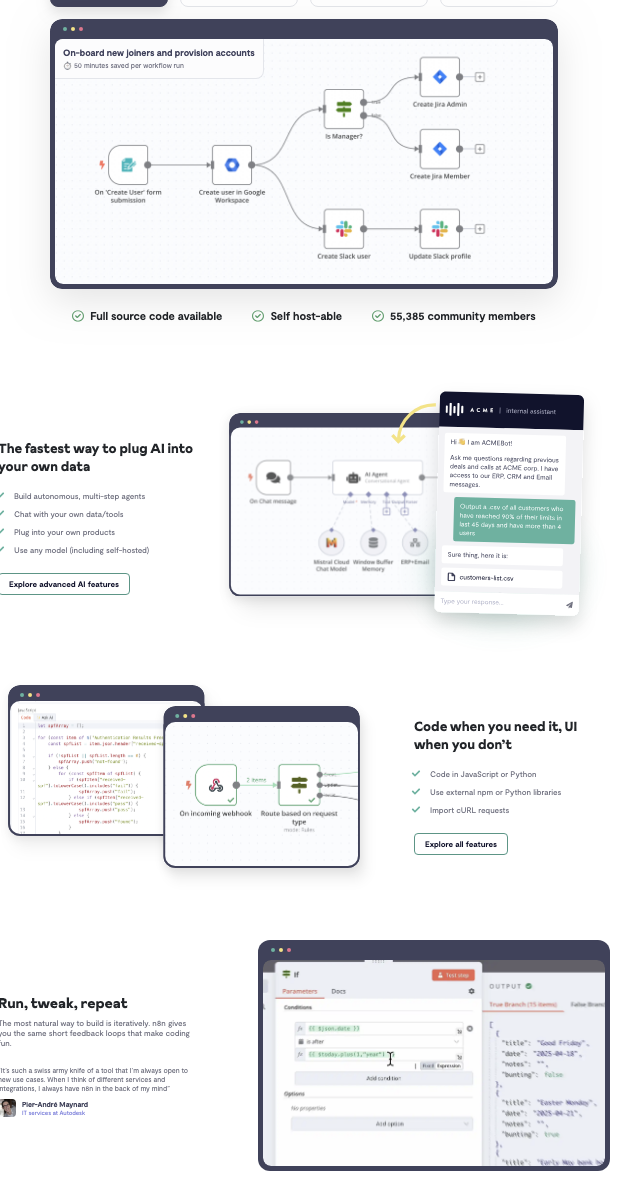 On-board new joiners and provision accounts
50 minutes saved per workflow run
Create Jira Admin
true
Is Manager?
false
Create Jira Member
On 'Create User' form
submission
Create user in Google
Workspace
Create Slack user
Update Slack profile
Full source code available
Self host-able
55,385 community members
The fastest way to plug AI into
your own data
Build autonomous, multi-step agents
Chat with your own data/tools
Plug into your own products
Use any model (including self-hosted)
Explore advanced AI features
On Chat message
AI Agent
Conversational Agent
Mistral Cloud
Chat Model
Window Buffer
Memory
ERP+Email
ACME | internal assistant
Hi 👋 I am ACMEBot!
Ask me questions regarding previous
deals and calls at ACME corp. I have
access to our ERP, CRM and Email
messages.
Output a .csv of all customers who
have reached 90% of their limits in
last 45 days and have more than 4
users
Sure thing, here it is:
customers-list.csv
Type your response...
Code
Ask AI
2 items
On incoming webhook
Route based on request
type
mode: Rules
Code when you need it, UI
when you don't
Code in JavaScript or Python
Use external npm or Python libraries
Import cURL requests
Explore all features
Run, tweak, repeat
The most natural way to build is iteratively. n8n gives
you the same short feedback loops that make coding
fun.
"It's such a swiss army knife of a tool that I'm always open to
new use cases. When I think of different services and
integrations, I always have n8n in the back of my mind"
Pier-André Maynard
IT services at Autodesk
If
Test step
Parameters
Docs
Conditions
fx {{ $json.date }}
is after
fx {{ $today.plus(1,"year") }}
Fixed Expression
Add condition
Options
No properties
Add option
OUTPUT
True Branch (15 items)
False Bran
[
{
"title": "Good Friday",
"date": "2025-04-18",
"notes": "",
"bunting": false
},
{
"title": "Easter Monday",
"date": "2025-04-21",
"notes": "",
"bunting": true
},
{
"title": "Early May bank